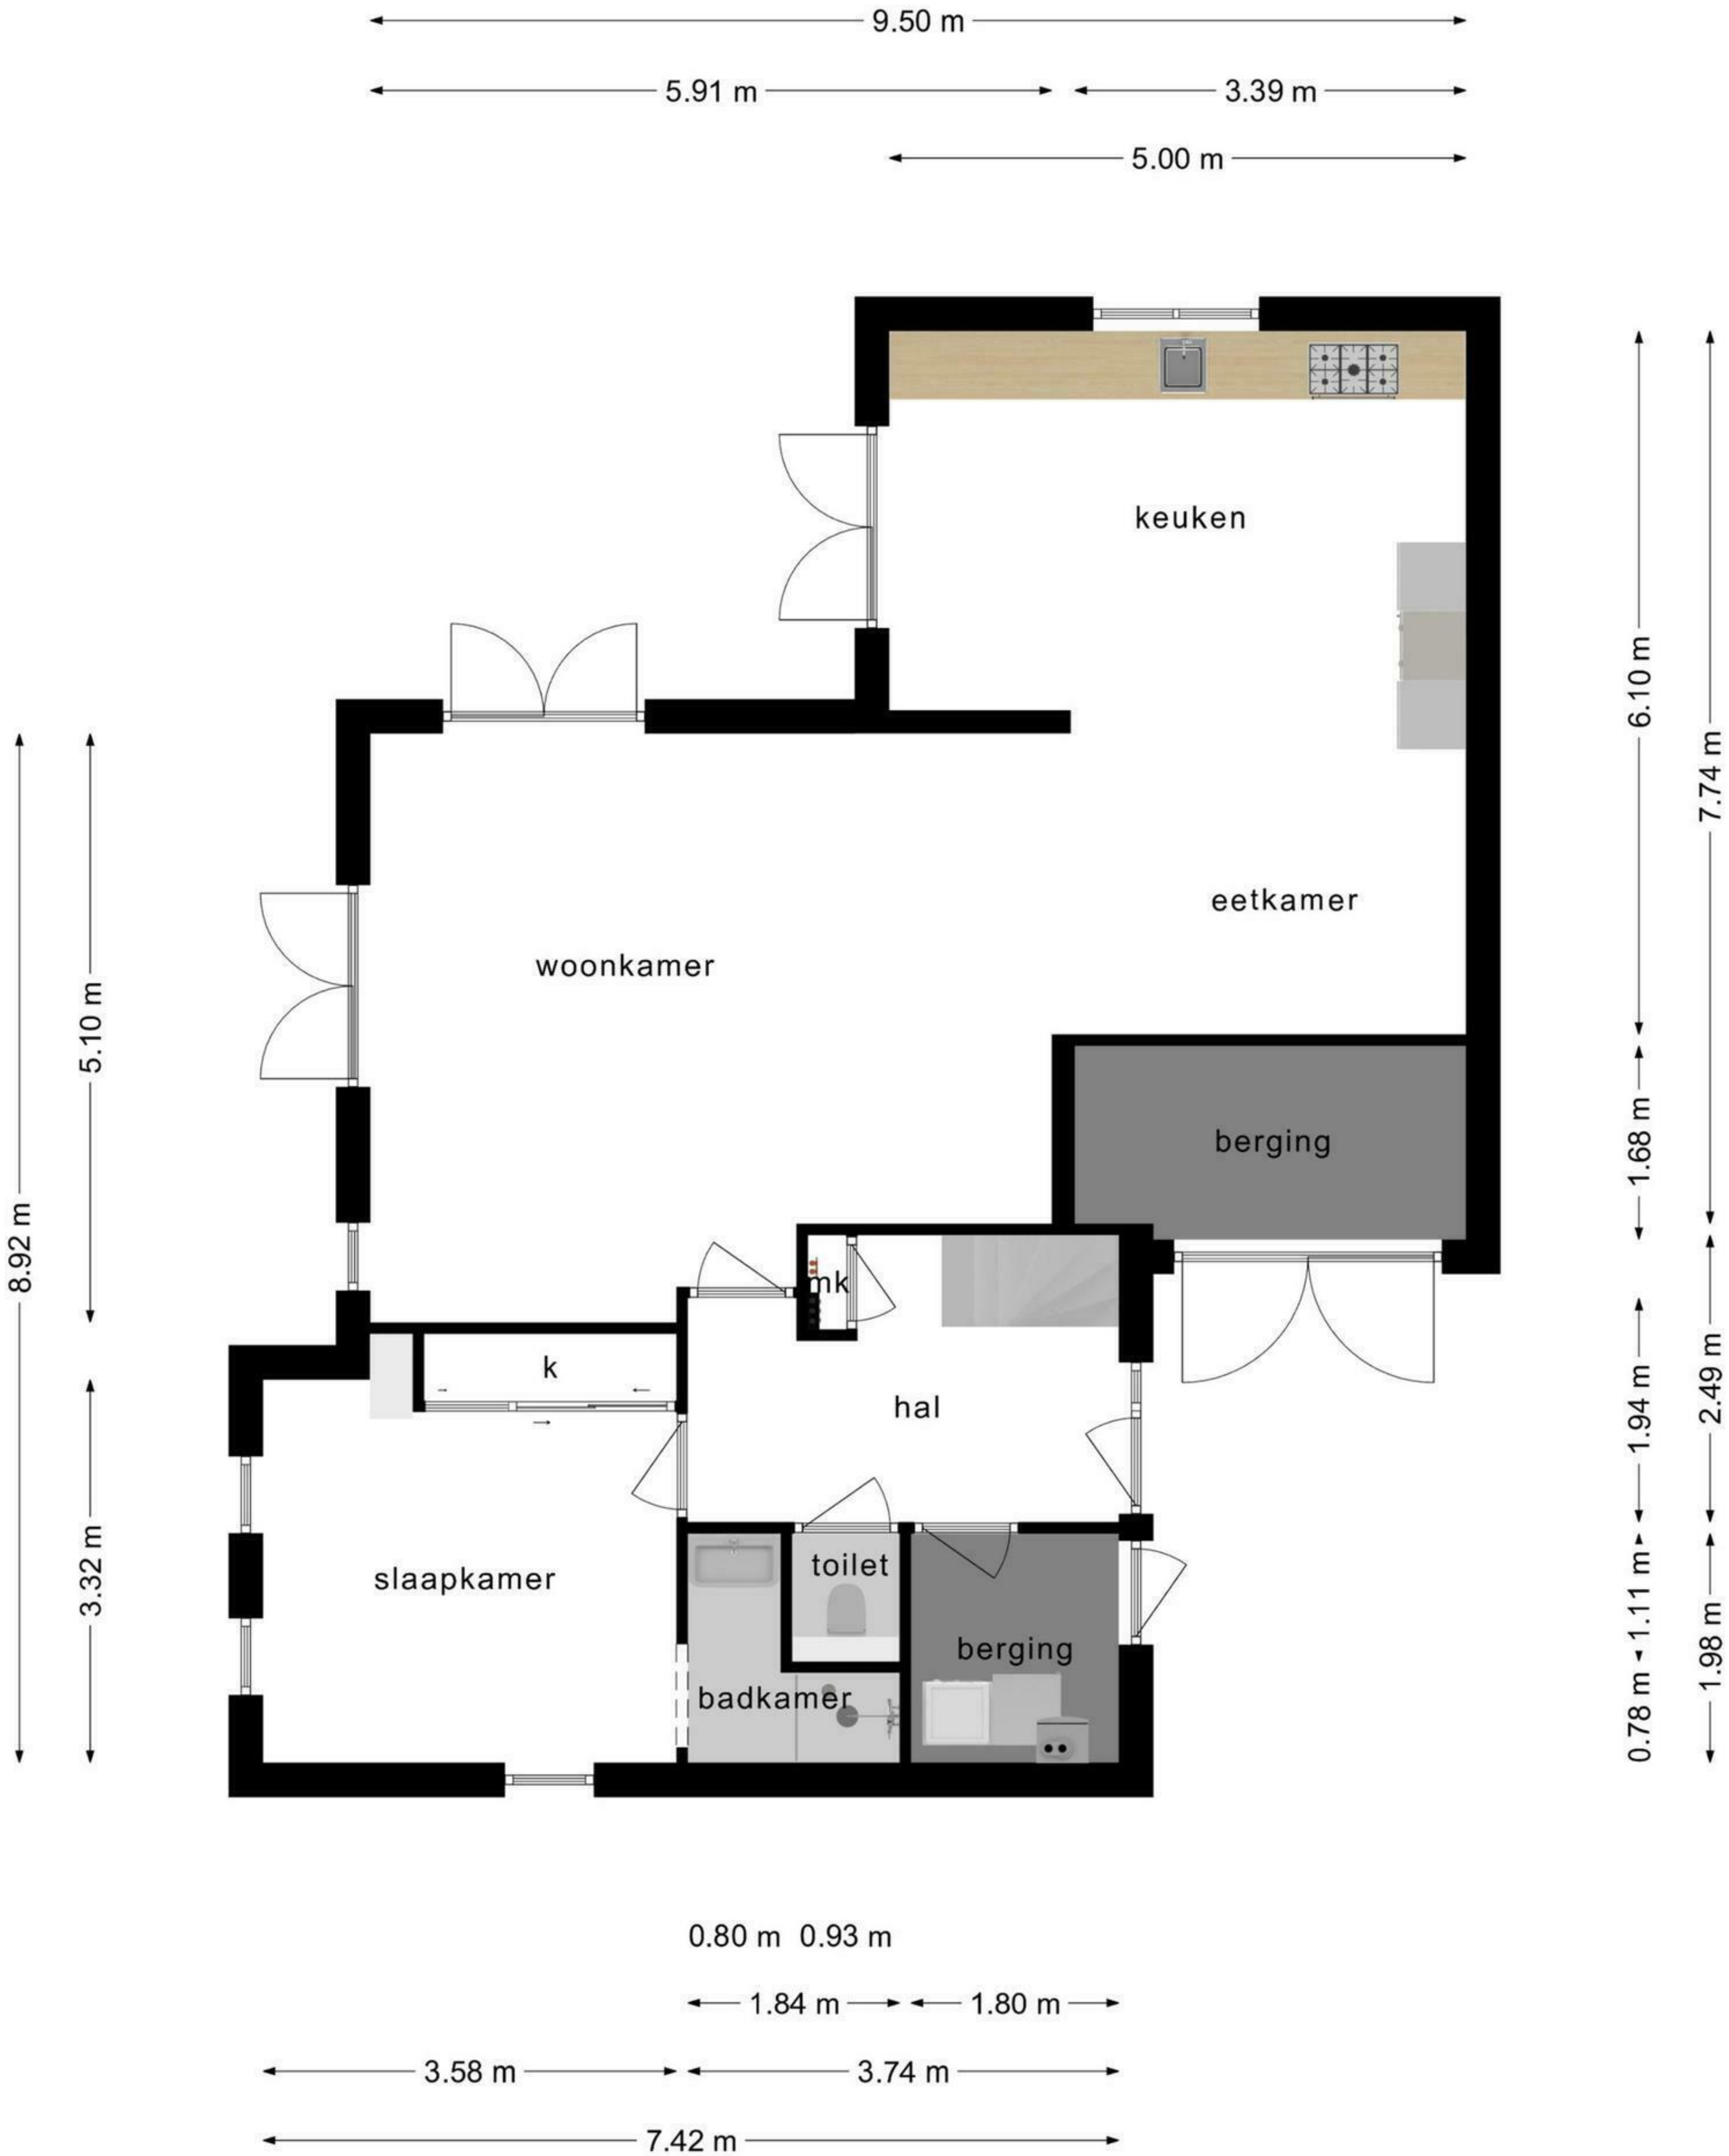 9.50 m
5.91 m
3.39 m
5.00 m
keuken
6.10 m
7.74 m
eetkamer
woonkamer
5.10 m
berging
1.68 m
8.92 m
mk
k
hal
1.94 m
2.49 m
3.32 m
slaapkamer
toilet
berging
badkamer
1.11 m
0.78 m
1.98 m
0.80 m 0.93 m
1.84 m
1.80 m
3.58 m
3.74 m
7.42 m